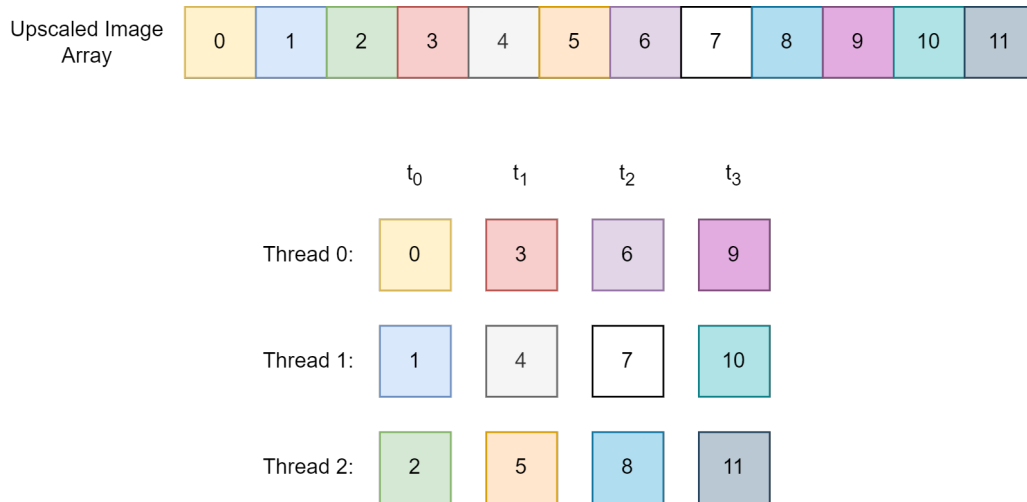 Upscaled Image
Array
0 1 2 3 4 5 6 7 8 9 10 11
t0 t1 t2 t3
Thread 0: 0 3 6 9
Thread 1: 1 4 7 10
Thread 2: 2 5 8 11